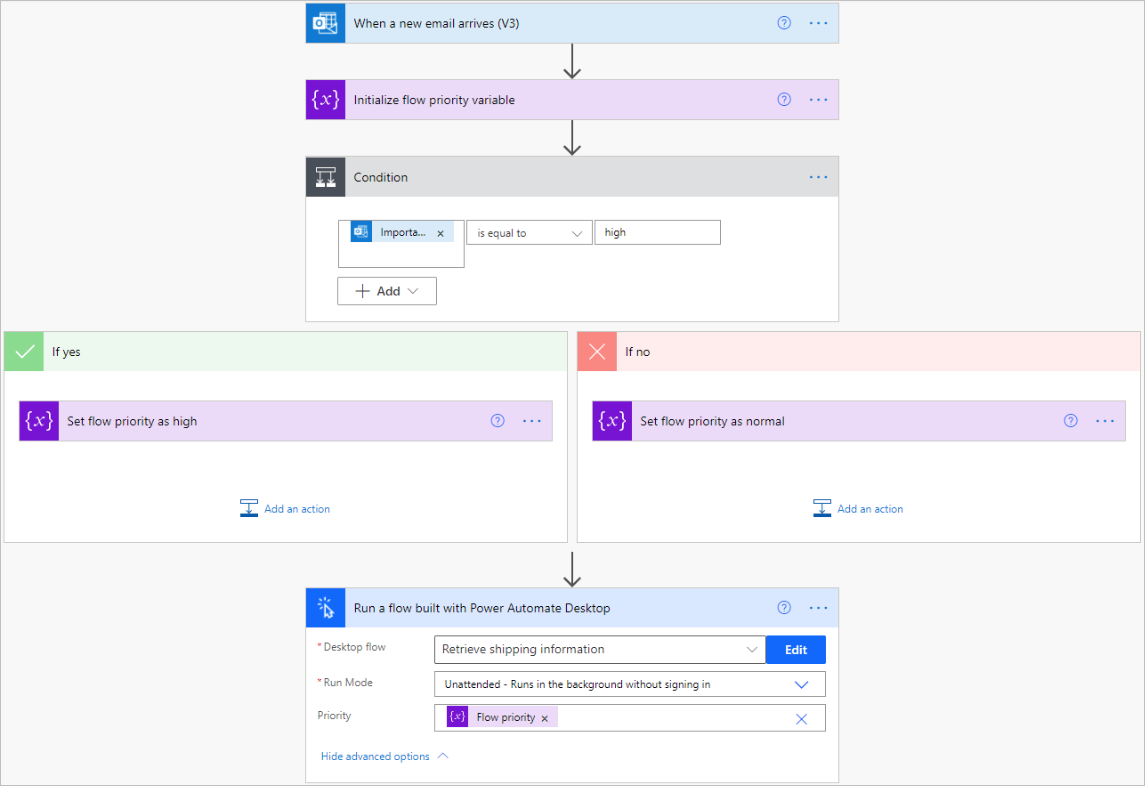 When a new email arrives (V3)
Initialize flow priority variable
Condition
Importa... × is equal to high
+ Add
If yes
If no
{x} Set flow priority as high
{x} Set flow priority as normal
Add an action
Add an action
Run a flow built with Power Automate Desktop
* Desktop flow Retrieve shipping information Edit
* Run Mode Unattended - Runs in the background without signing in
Priority {x} Flow priority ×
Hide advanced options